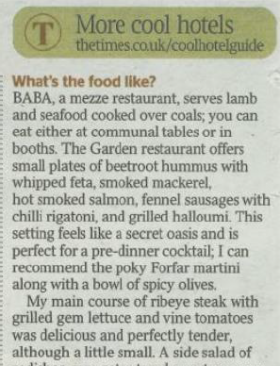 T More cool hotels
thetimes.co.uk/coolhotelguide
What's the food like?
BABA, a mezze restaurant, serves lamb
and seafood cooked over coals; you can
eat either at communal tables or in
booths. The Garden restaurant offers
small plates of beetroot hummus with
whipped feta, smoked mackerel,
hot smoked salmon, fennel sausages with
chilli rigatoni, and grilled halloumi. This
setting feels like a secret oasis and is
perfect for a pre-dinner cocktail; I can
recommend the poky Forfar martini
along with a bowl of spicy olives.
My main course of ribeye steak with
grilled gem lettuce and vine tomatoes
was delicious and perfectly tender,
although a little small. A side salad of